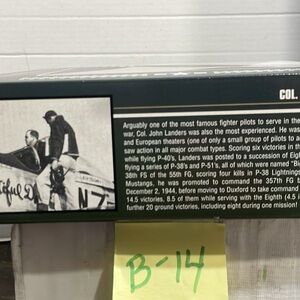 COL.
Arguably one of the most famous fighter pilots to serve in the
war, Col. John Landers was also the most experienced. He was
and European theaters (one of only a small group of pilots to a
saw action in all major combat types. Scoring six victories in th
while flying P-40's, Landers was posted to a succession of Eigh
flying a series of P-38's and P-51's, all of which were named "Bi
38th FS of the 55th FG, scoring four kills in P-38 Lightning
Mustangs, he was promoted to command the 357th FG b
December 2, 1944, before moving to Duxford to take command
14.5 victories, 8.5 of them while serving with the Eighth (4.5 i
further 20 ground victories, including eight during one mission!
N7
B-14